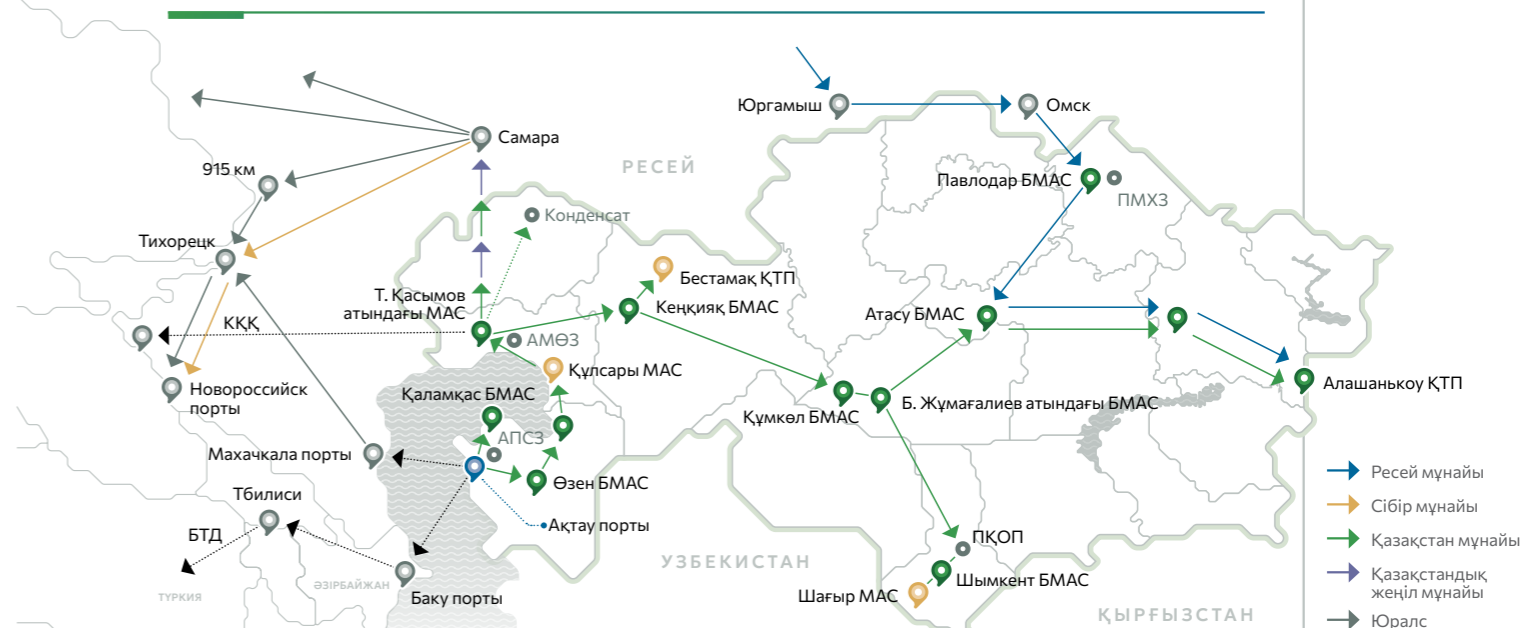 Юргамыш
Омск
Самара
РЕСЕЙ
915 км
Павлодар БМАС
ПМХЗ
Конденсат
Тихорецк
Бестамақ ҚТП
Т. Қасымов
атындағы МАС
Кеңқияқ БМАС
Атасу БМАС
КҚҚ
АМӨЗ
Құлсары МАС
Алашанькоу ҚТП
Новороссийск
порты
Қаламқас БМАС
Б. Жұмағалиев атындағы БМАС
Құмкөл БМАС
АПСЗ
Махачкала порты
Өзен БМАС
Тбилиси
Ақтау порты
БТД
ПҚОП
УЗБЕКИСТАН
Шымкент БМАС
ӘЗІРБАЙЖАН
ТҮРКИЯ
Баку порты
Шағыр МАС
ҚЫРҒЫЗСТАН
Ресей мұнайы
Сібір мұнайы
Қазақстан мұнайы
Қазақстандық
жеңіл мұнайы
Юралс